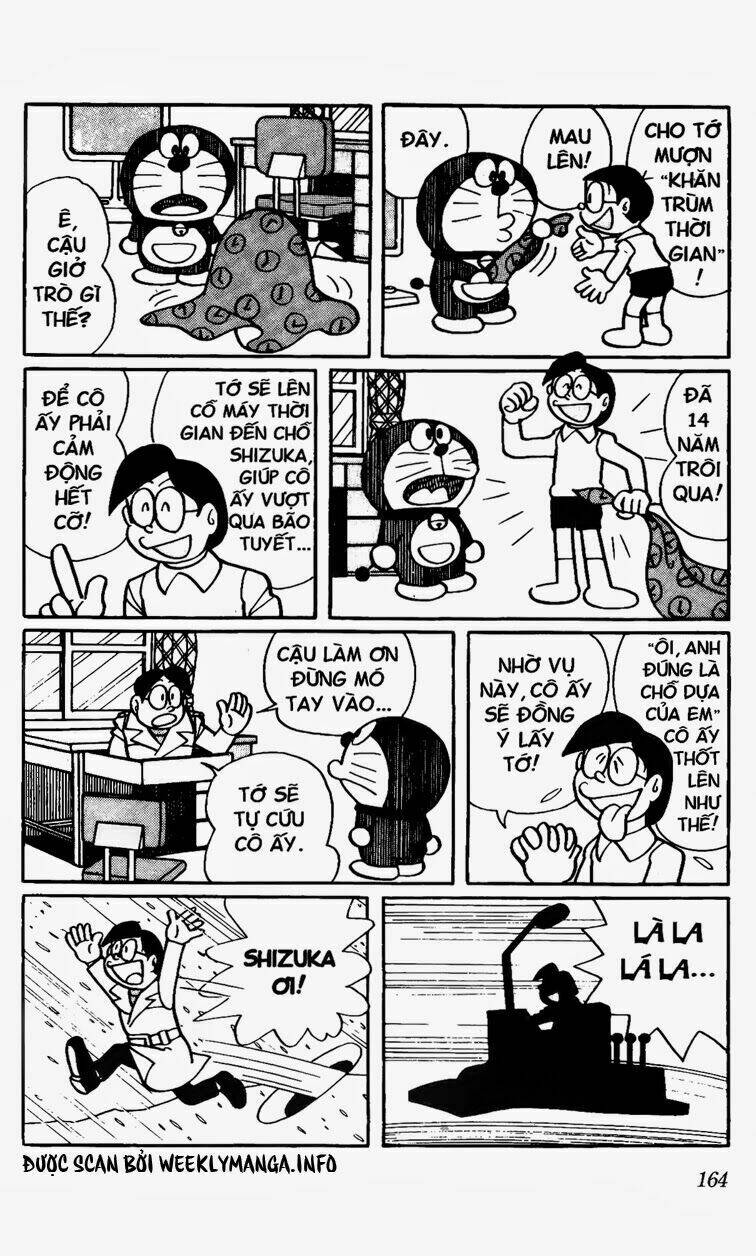 CHO TỚ
MƯỢN
“KHĂN
TRÙM
THỜI
GIAN”
!
MAU
LÊN!
ĐÂY.
Ê,
CẬU
GIỞ
TRÒ GÌ
THẾ?
ĐÃ
14
NĂM
TRÔI
QUA!
TỚ SẼ LÊN
CỖ MÁY THỜI
GIAN ĐẾN CHỖ
SHIZUKA,
GIÚP CÔ
ẤY VƯỢT
QUA BÃO
TUYẾT...
ĐỂ CÔ
ẤY PHẢI
CẢM
ĐỘNG
HẾT
CỠ!
“ÔI, ANH
ĐÚNG LÀ
CHỖ DỰA
CỦA EM”
CÔ ẤY
THỐT
LÊN
NHƯ
THẾ!
NHỜ VỤ
NÀY, CÔ ẤY
SẼ ĐỒNG
Ý LẤY
TỚ!
CẬU LÀM ƠN
ĐỪNG MÓ
TAY VÀO...
TỚ SẼ
TỰ CỨU
CÔ ẤY.
LÀ LA
LÁ LA...
SHIZUKA
ƠI!
ĐƯỢC SCAN BỞI WEEKLYMANGA.INFO
164